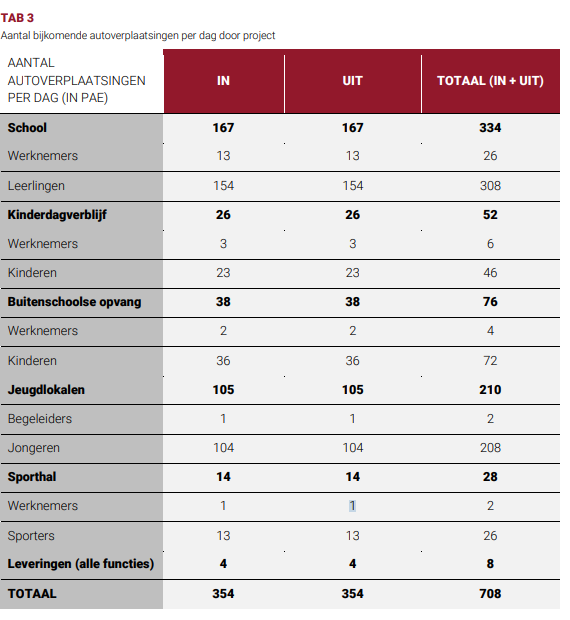 TAB 3
Aantal bijkomende autoverplaatsingen per dag door project
AANTAL
AUTOVERPLAATSINGEN
PER DAG (IN PAE) IN UIT TOTAAL (IN + UIT)
School 167 167 334
Werknemers 13 13 26
Leerlingen 154 154 308
Kinderdagverblijf 26 26 52
Werknemers 3 3 6
Kinderen 23 23 46
Buitenschoolse opvang 38 38 76
Werknemers 2 2 4
Kinderen 36 36 72
Jeugdlokalen 105 105 210
Begeleiders 1 1 2
Jongeren 104 104 208
Sporthal 14 14 28
Werknemers 1 1 2
Sporters 13 13 26
Leveringen (alle functies) 4 4 8
TOTAAL 354 354 708